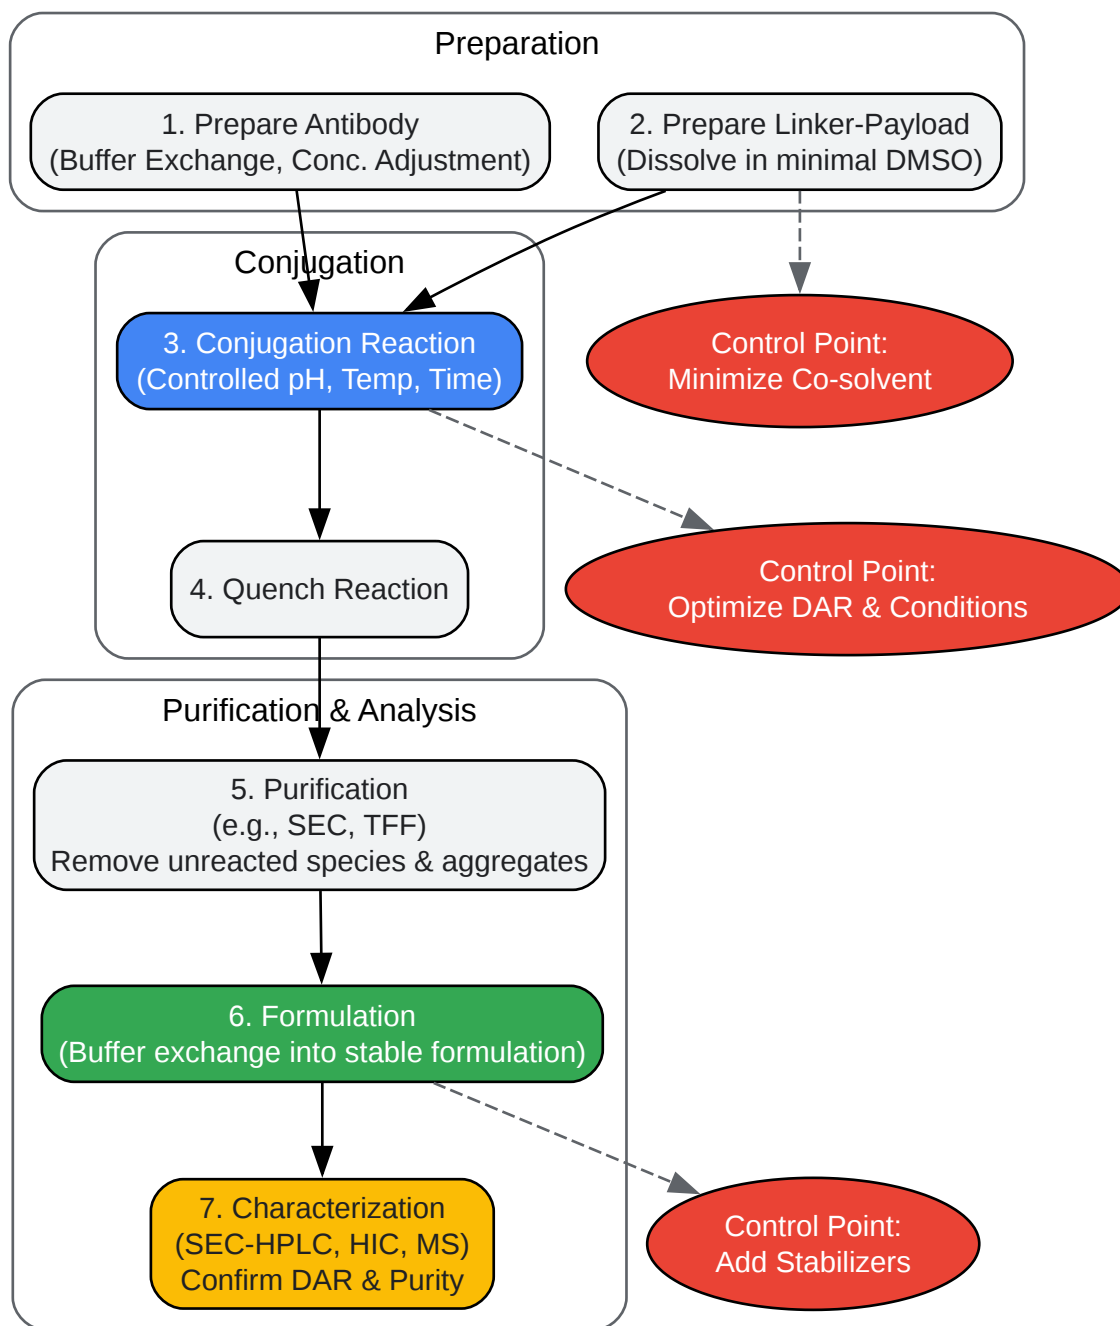 Preparation
1. Prepare Antibody
(Buffer Exchange, Conc. Adjustment)
2. Prepare Linker-Payload
(Dissolve in minimal DMSO)
Conjugation
3. Conjugation Reaction
(Controlled pH, Temp, Time)
Control Point:
Minimize Co-solvent
4. Quench Reaction
Control Point:
Optimize DAR & Conditions
Purification & Analysis
5. Purification
(e.g., SEC, TFF)
Remove unreacted species & aggregates
6. Formulation
(Buffer exchange into stable formulation)
7. Characterization
(SEC-HPLC, HIC, MS)
Confirm DAR & Purity
Control Point:
Add Stabilizers